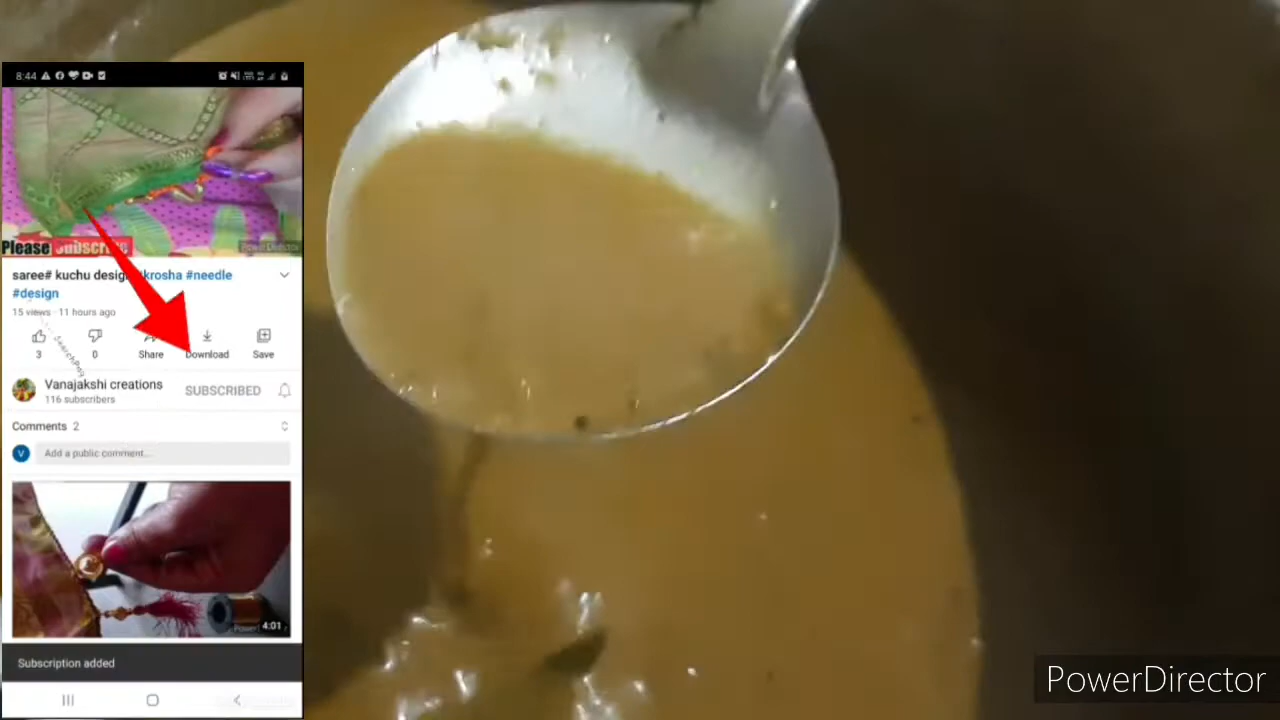 8:44
Please Subscribe
PowerDirector
saree# kuchu design #krosha #needle
#design
15 views · 11 hours ago
3
0
Share
Download
Save
Vanajakshi creations
116 subscribers
SUBSCRIBED
Comments 2
V
Add a public comment...
4:01
Subscription added
PowerDirector